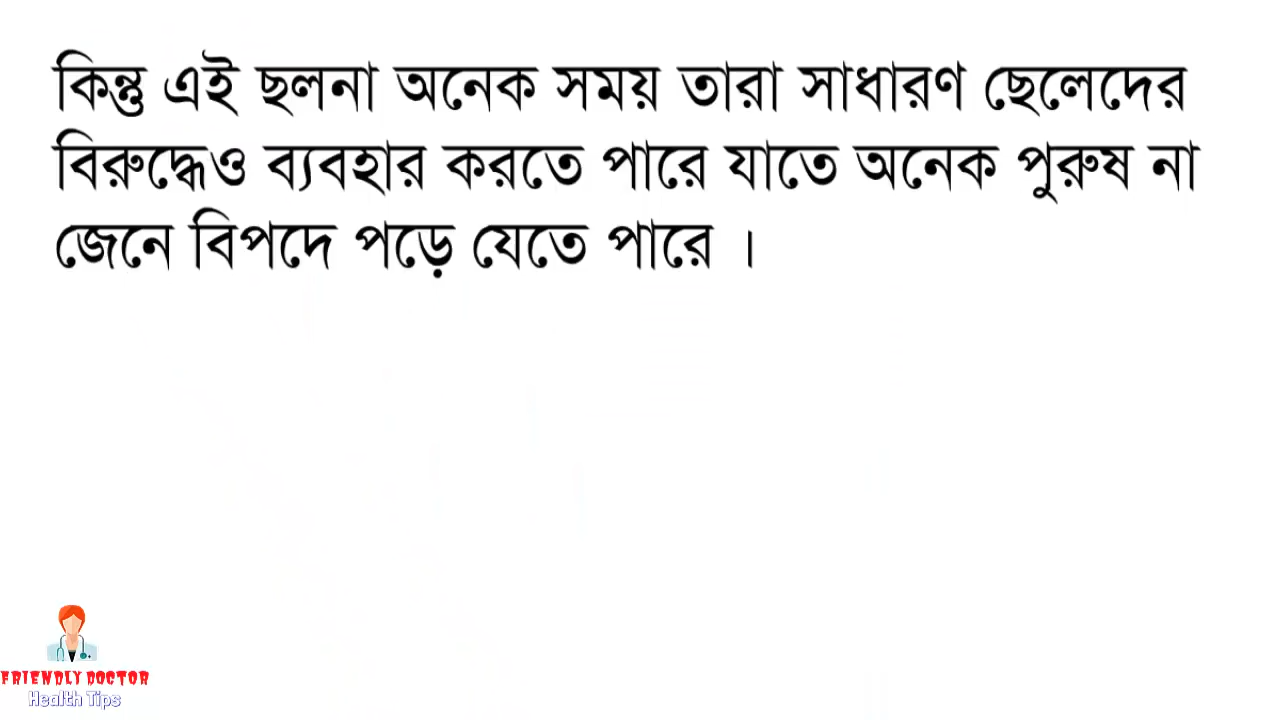 কিন্তু এই ছলনা অনেক সময় তারা সাধারণ ছেলেদের
বিরুদ্ধেও ব্যবহার করতে পারে যাতে অনেক পুরুষ না
জেনে বিপদে পড়ে যেতে পারে ।
FRIENDLY DOCTOR
Health Tips